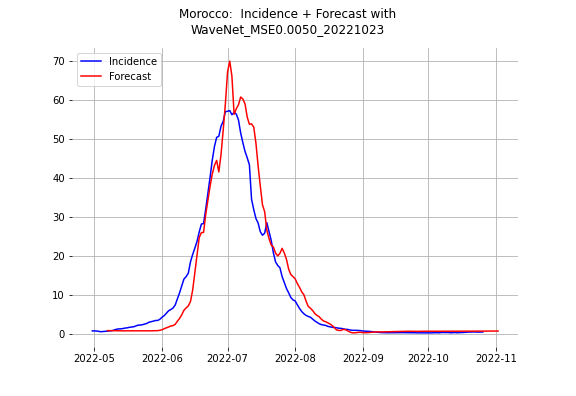 Morocco:  Incidence + Forecast with
WaveNet_MSE0.0050_20221023
Incidence
Forecast
70
60
50
40
30
20
10
0
2022-05 2022-06 2022-07 2022-08 2022-09 2022-10 2022-11